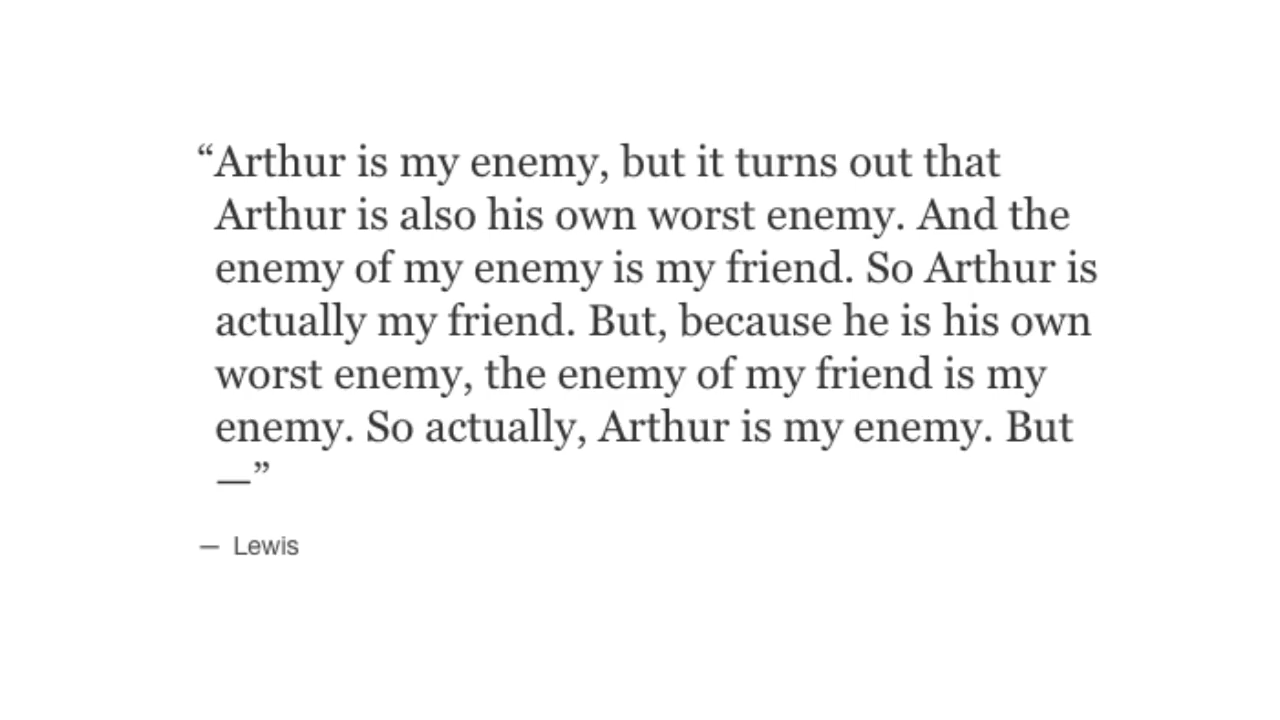 “Arthur is my enemy, but it turns out that
Arthur is also his own worst enemy. And the
enemy of my enemy is my friend. So Arthur is
actually my friend. But, because he is his own
worst enemy, the enemy of my friend is my
enemy. So actually, Arthur is my enemy. But
—”
— Lewis